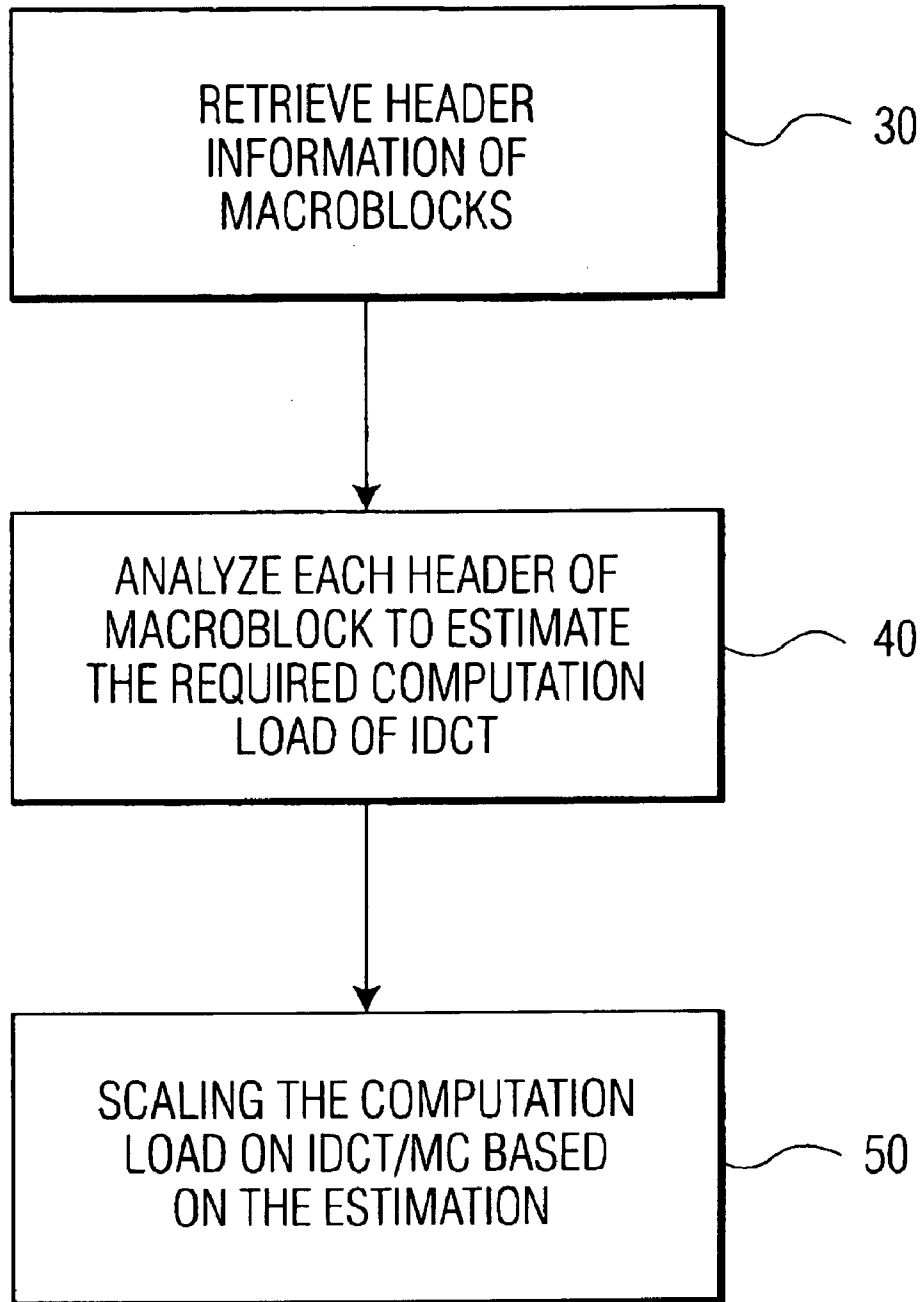 RETRIEVE HEADER
INFORMATION OF
MACROBLOCKS
30
ANALYZE EACH HEADER OF
MACROBLOCK TO ESTIMATE
THE REQUIRED COMPUTATION
LOAD OF IDCT
40
SCALING THE COMPUTATION
LOAD ON IDCT/MC BASED
ON THE ESTIMATION
50